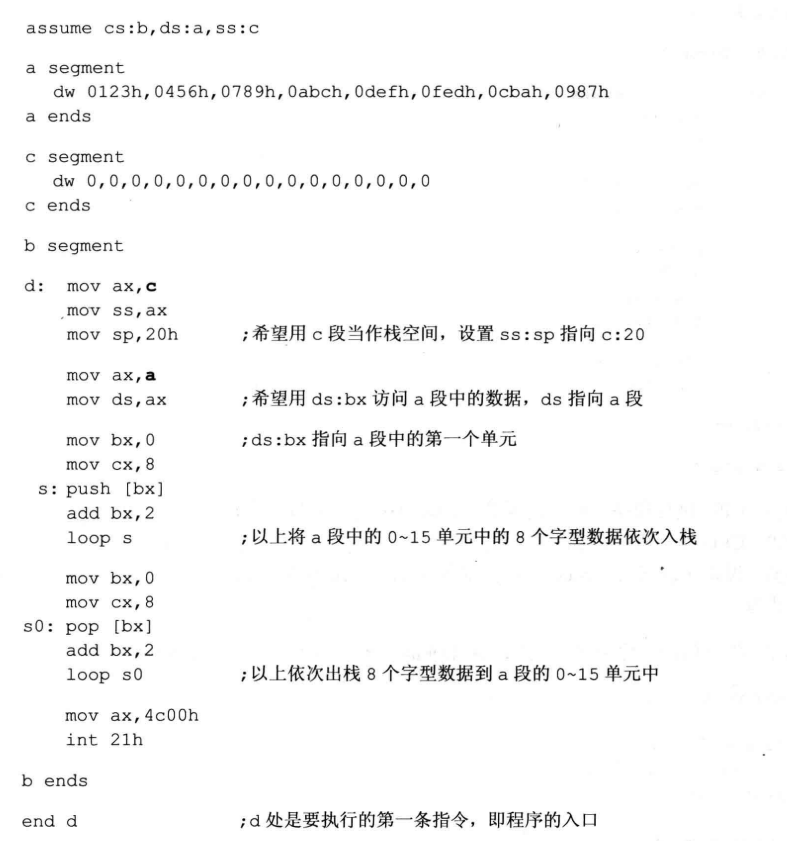 assume cs:b,ds:a,ss:c
a segment
dw 0123h,0456h,0789h,0abch,0defh,0fedh,0cbah,0987h
a ends
c segment
dw 0,0,0,0,0,0,0,0,0,0,0,0,0,0,0,0
c ends
b segment
d: mov ax,c
mov ss,ax
mov sp,20h ;希望用 c 段当作栈空间，设置 ss:sp 指向 c:20
mov ax,a
mov ds,ax ;希望用 ds:bx 访问 a 段中的数据，ds 指向 a 段
mov bx,0 ;ds:bx 指向 a 段中的第一个单元
mov cx,8
s: push [bx]
add bx,2
loop s ;以上将 a 段中的 0~15 单元中的 8 个字型数据依次入栈
mov bx,0
mov cx,8
s0: pop [bx]
add bx,2
loop s0 ;以上依次出栈 8 个字型数据到 a 段的 0~15 单元中
mov ax,4c00h
int 21h
b ends
end d ;d 处是要执行的第一条指令，即程序的入口